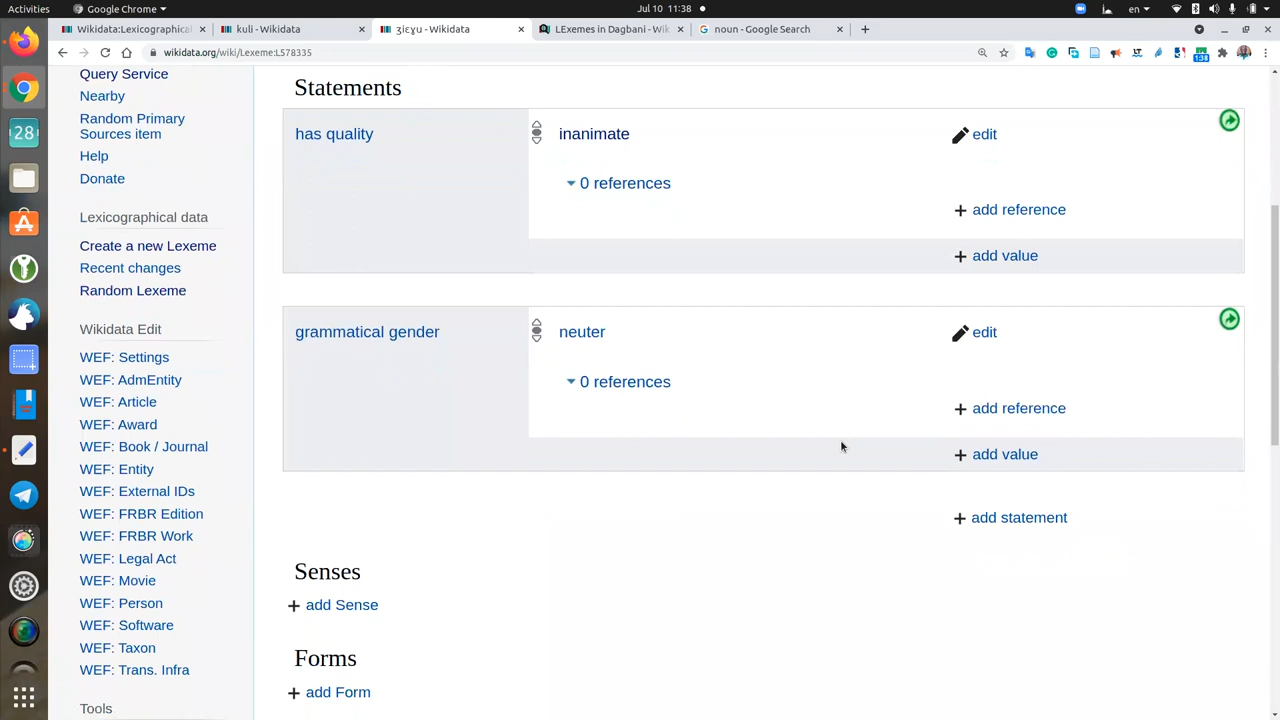 Activities
Google Chrome
Jul 10 11:38
en
Wikidata:Lexicographical
kuli - Wikidata
ʒiɛɣu - Wikidata
LExemes in Dagbani - Wik
noun - Google Search
wikidata.org/wiki/Lexeme:L578335
1:38
28
Query Service
Nearby
Random Primary
Sources item
Help
Donate
Lexicographical data
Create a new Lexeme
Recent changes
Random Lexeme
Wikidata Edit
WEF: Settings
WEF: AdmEntity
WEF: Article
WEF: Award
WEF: Book / Journal
WEF: Entity
WEF: External IDs
WEF: FRBR Edition
WEF: FRBR Work
WEF: Legal Act
WEF: Movie
WEF: Person
WEF: Software
WEF: Taxon
WEF: Trans. Infra
Tools
Statements
has quality
inanimate
edit
0 references
add reference
add value
grammatical gender
neuter
edit
0 references
add reference
add value
add statement
Senses
add Sense
Forms
add Form